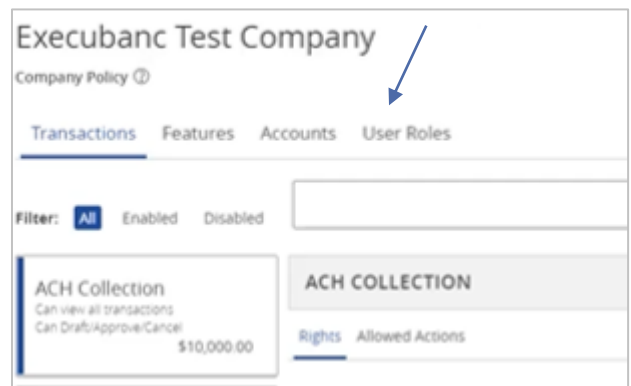 Execubanc Test Company
Company Policy ?
Transactions Features Accounts User Roles
Filter: All Enabled Disabled
ACH Collection
Can view all transactions
Can Draft/Approve/Cancel
$10,000.00
ACH COLLECTION
Rights Allowed Actions